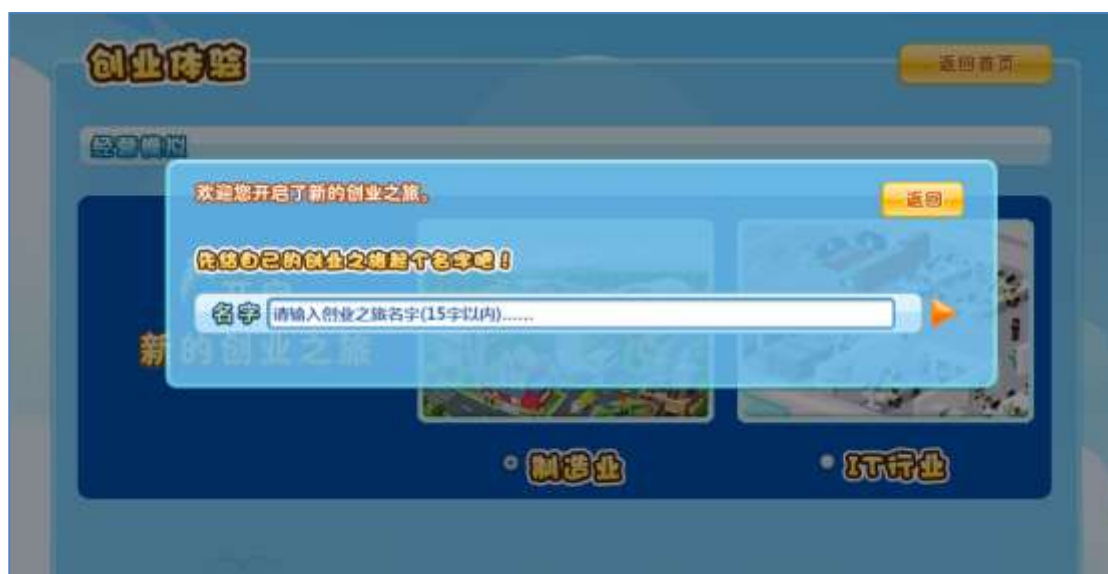 创业体验
返回首页
经营模拟
欢迎您开启了新的创业之旅。
返回
先给自己的创业之旅起个名字吧！
名字
请输入创业之旅名字(15字以内)......
开启
新的创业之旅
制造业
IT行业